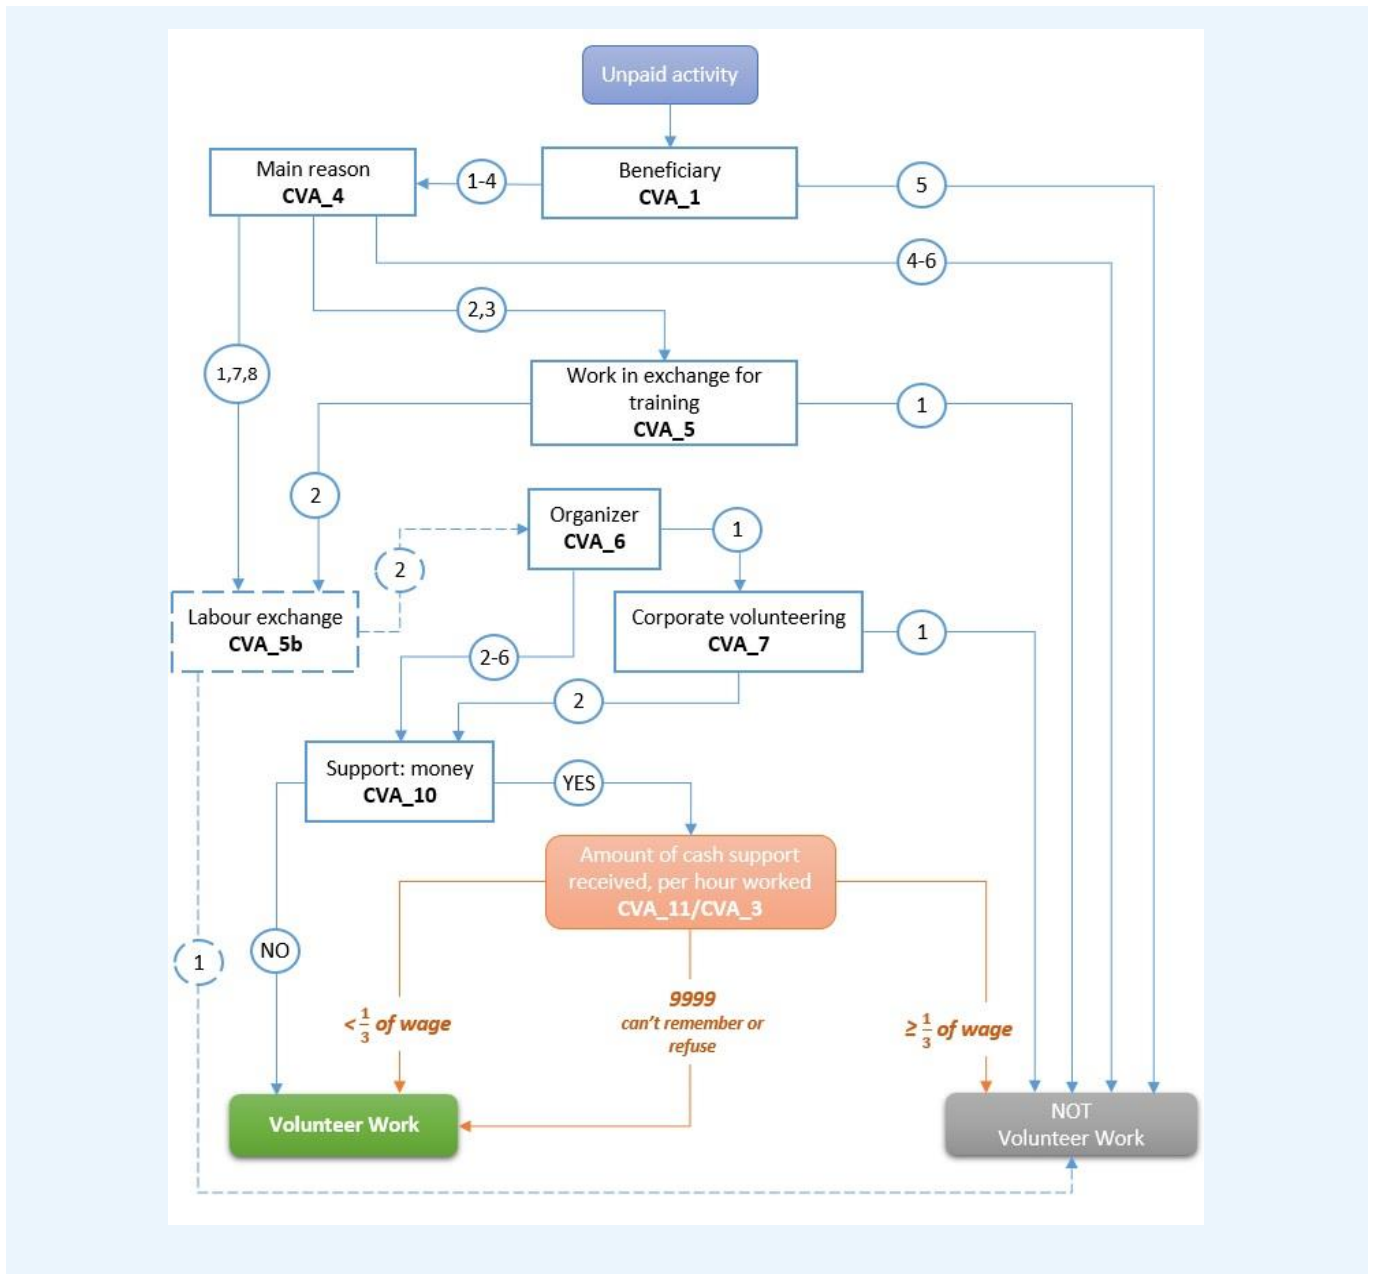 Unpaid activity
Main reason
CVA_4
1-4
Beneficiary
CVA_1
5
4-6
2,3
1,7,8
Work in exchange for
training
CVA_5
1
2
Organizer
CVA_6
1
2
Labour exchange
CVA_5b
Corporate volunteering
CVA_7
1
2-6
2
Support: money
CVA_10
YES
Amount of cash support
received, per hour worked
CVA_11/CVA_3
NO
1
< 1/3 of wage
9999
can't remember or
refuse
≥ 1/3 of wage
Volunteer Work
NOT
Volunteer Work